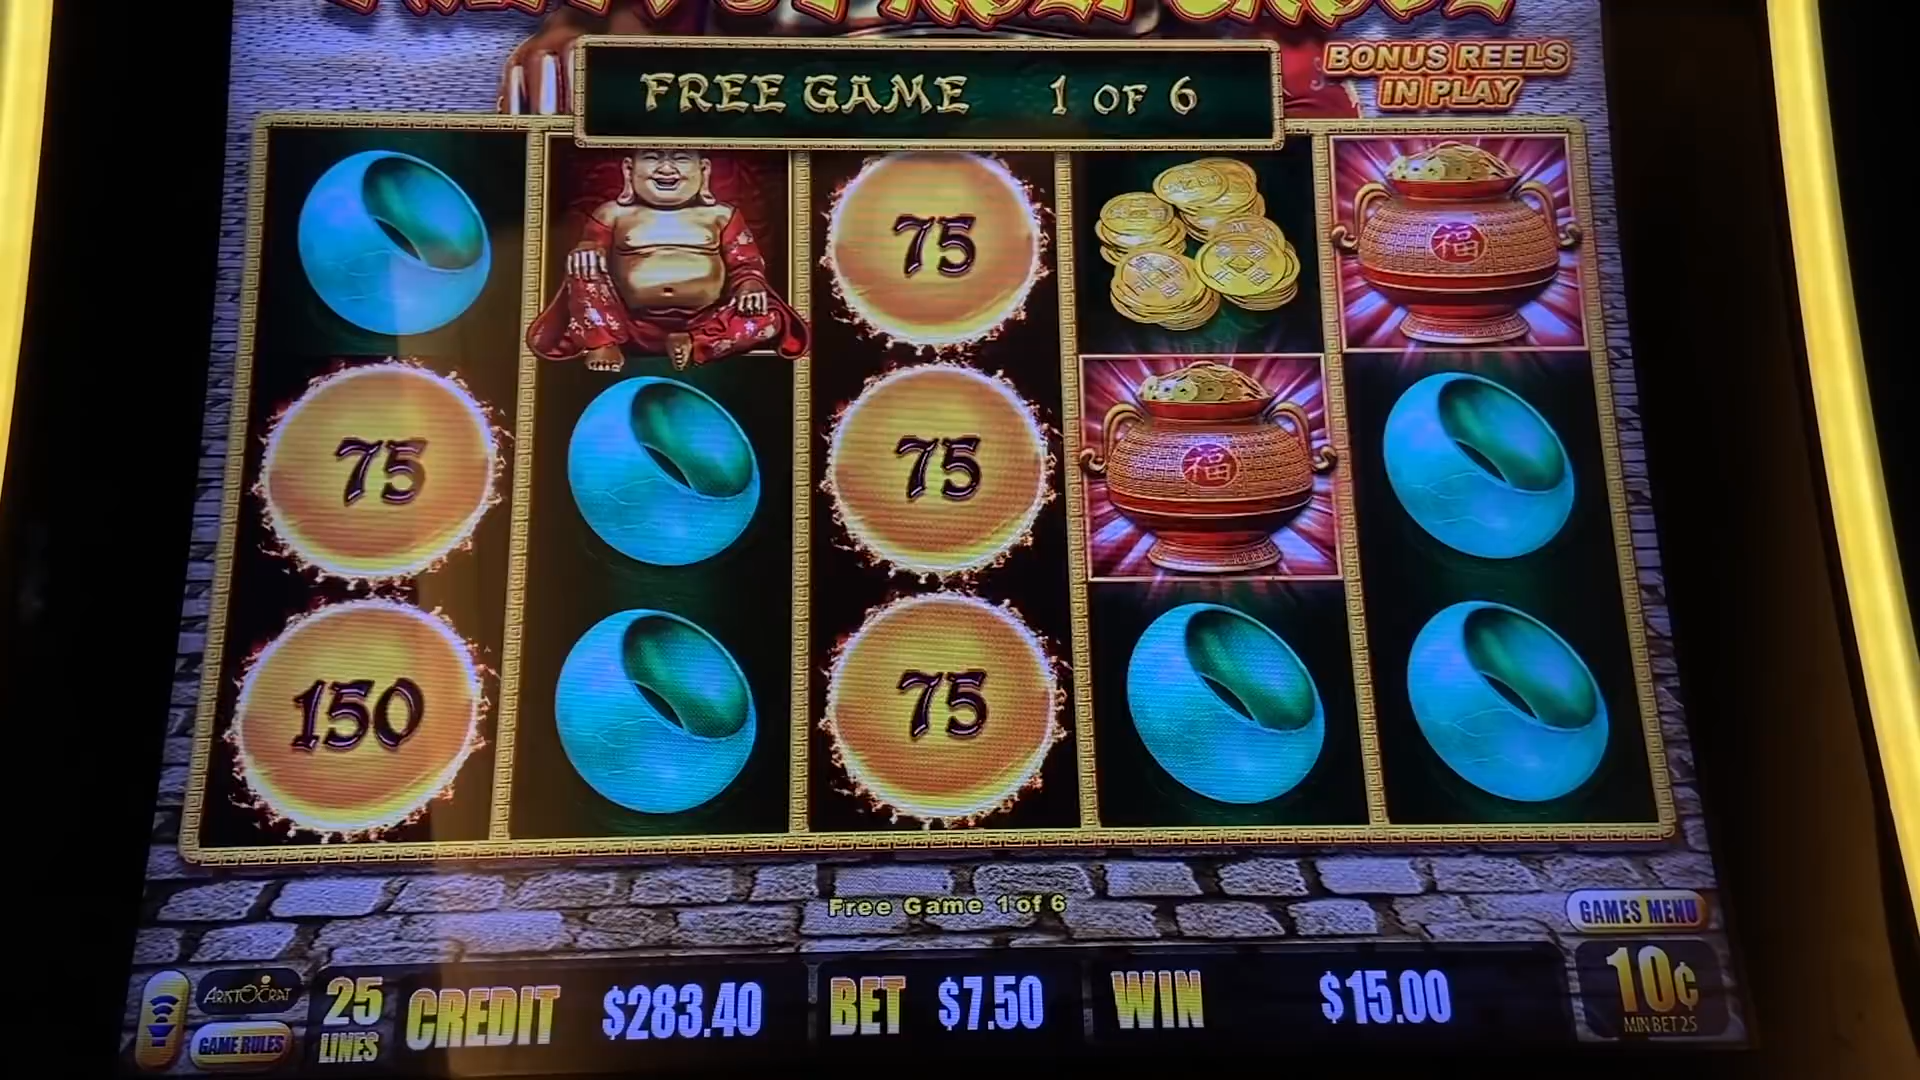 FREE GAME 1 OF 6
BONUS REELS
IN PLAY
75
福
75
75
福
150
75
75
Free Game 1 of 6
GAMES MENU
ARISTOCRAT
GAME RULES
25
LINES
CREDIT $283.40
BET $7.50
WIN $15.00
10¢
MIN BET 25